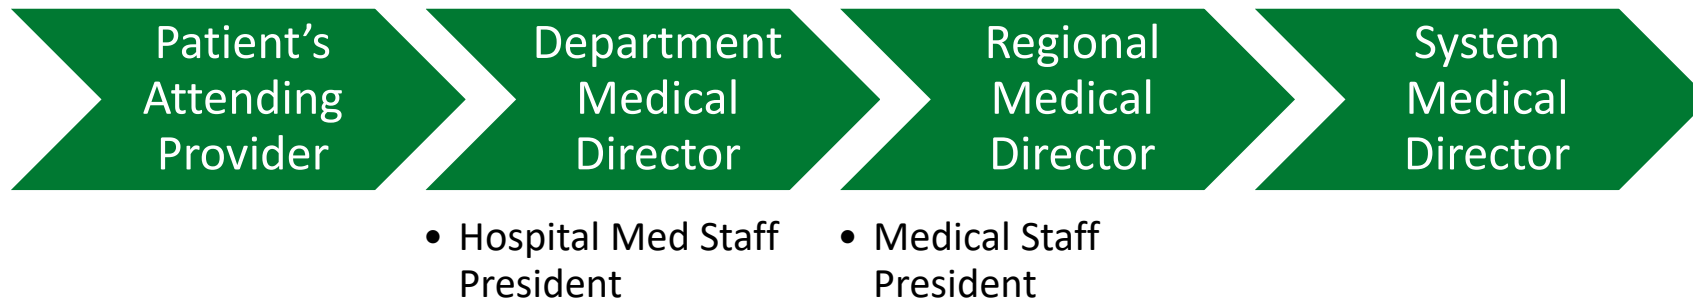 Patient’s
Attending
Provider
Department
Medical
Director
Regional
Medical
Director
System
Medical
Director
• Hospital Med Staff
President
• Medical Staff
President